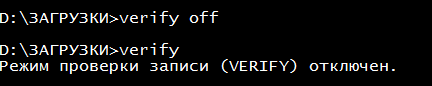 D:\ЗАГРУЗКИ>verify off
D:\ЗАГРУЗКИ>verify
Режим проверки записи (VERIFY) отключен.